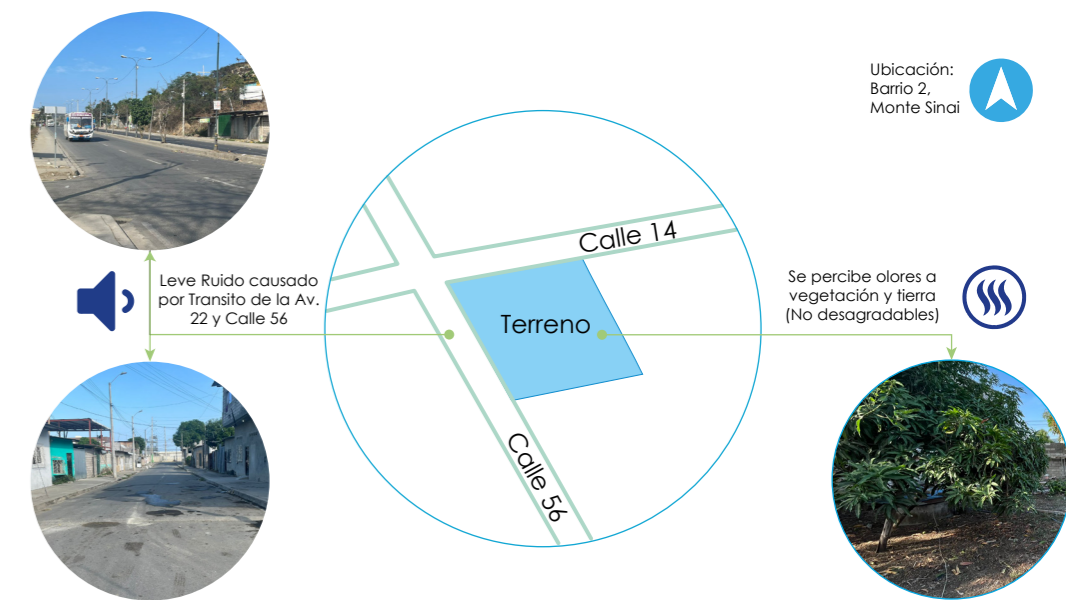 Ubicación:
Barrio 2,
Monte Sinai
Calle 14
Leve Ruido causado
por Transito de la Av.
22 y Calle 56
Se percibe olores a
vegetación y tierra
(No desagradables)
Terreno
Calle 56